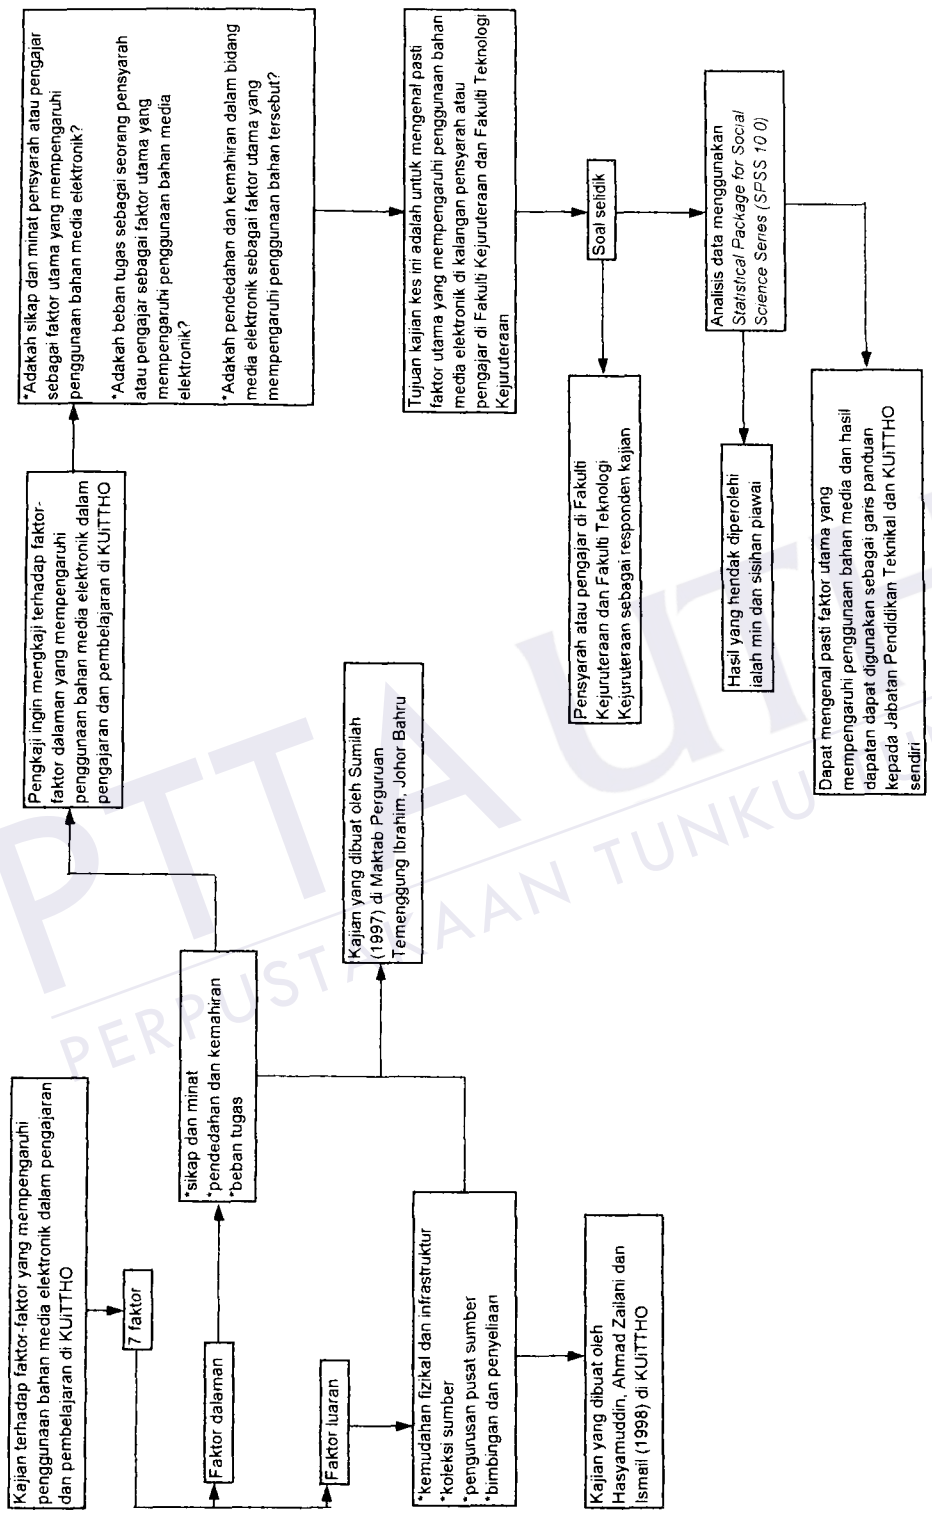 Kajian terhadap faktor-faktor yang mempengaruhi
penggunaan bahan media elektronik dalam pengajaran
dan pembelajaran di KUiTTHO
7 faktor
Faktor dalaman
*sikap dan minat
*pendedahan dan kemahiran
*beban tugas
Faktor luaran
*kemudahan fizikal dan infrastruktur
*koleksi sumber
*pengurusan pusat sumber
*bimbingan dan penyeliaan
Kajian yang dibuat oleh
Hasyamuddin, Ahmad Zailani dan
Ismail (1998) di KUiTTHO
Kajian yang dibuat oleh Sumilah
(1997) di Maktab Perguruan
Temenggung Ibrahim, Johor Bahru
Pengkaji ingin mengkaji terhadap faktor-
faktor dalaman yang mempengaruhi
penggunaan bahan media elektronik dalam
pengajaran dan pembelajaran di KUiTTHO
*Adakah sikap dan minat pensyarah atau pengajar
sebagai faktor utama yang mempengaruhi
penggunaan bahan media elektronik?
*Adakah beban tugas sebagai seorang pensyarah
atau pengajar sebagai faktor utama yang
mempengaruhi penggunaan bahan media
elektronik?
*Adakah pendedahan dan kemahiran dalam bidang
media elektronik sebagai faktor utama yang
mempengaruhi penggunaan bahan tersebut?
Tujuan kajian kes ini adalah untuk mengenal pasti
faktor utama yang mempengaruhi penggunaan bahan
media elektronik di kalangan pensyarah atau
pengajar di Fakulti Kejuruteraan dan Fakulti Teknologi
Kejuruteraan
Soal selidik
Pensyarah atau pengajar di Fakulti
Kejuruteraan dan Fakulti Teknologi
Kejuruteraan sebagai responden kajian
Analisis data menggunakan
Statistical Package for Social
Science Series (SPSS 10 0)
Hasil yang hendak diperolehi
ialah min dan sisihan piawai
Dapat mengenal pasti faktor utama yang
mempengaruhi penggunaan bahan media dan hasil
dapatan dapat digunakan sebagai garis panduan
kepada Jabatan Pendidikan Teknikal dan KUiTTHO
sendiri
PTTA
PERPUSTAKAAN TUNKU